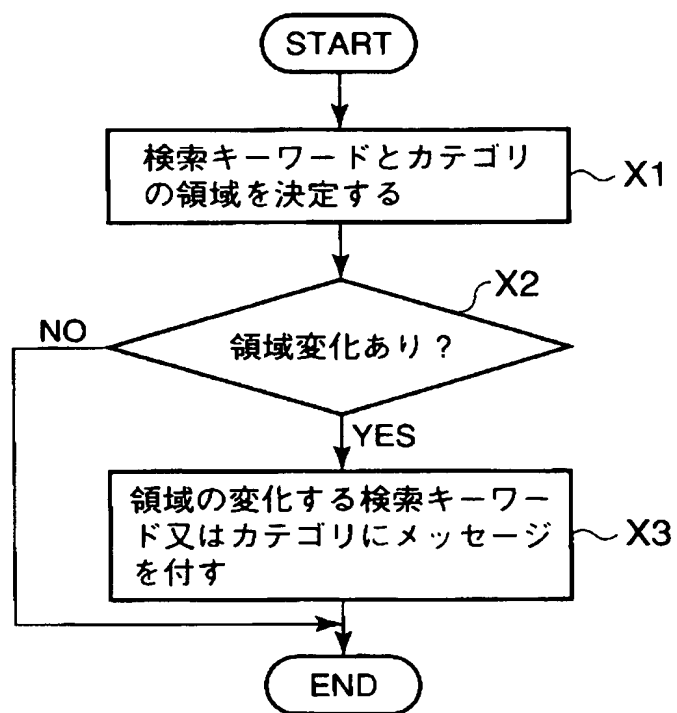 START
検索キーワードとカテゴリ
の領域を決定する
X1
X2
領域変化あり？
NO
YES
領域の変化する検索キーワー
ド又はカテゴリにメッセージ
を付す
X3
END